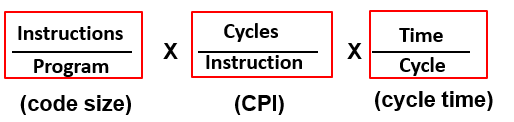 Instructions
Program
(code size)
X
Cycles
Instruction
(CPI)
X
Time
Cycle
(cycle time)